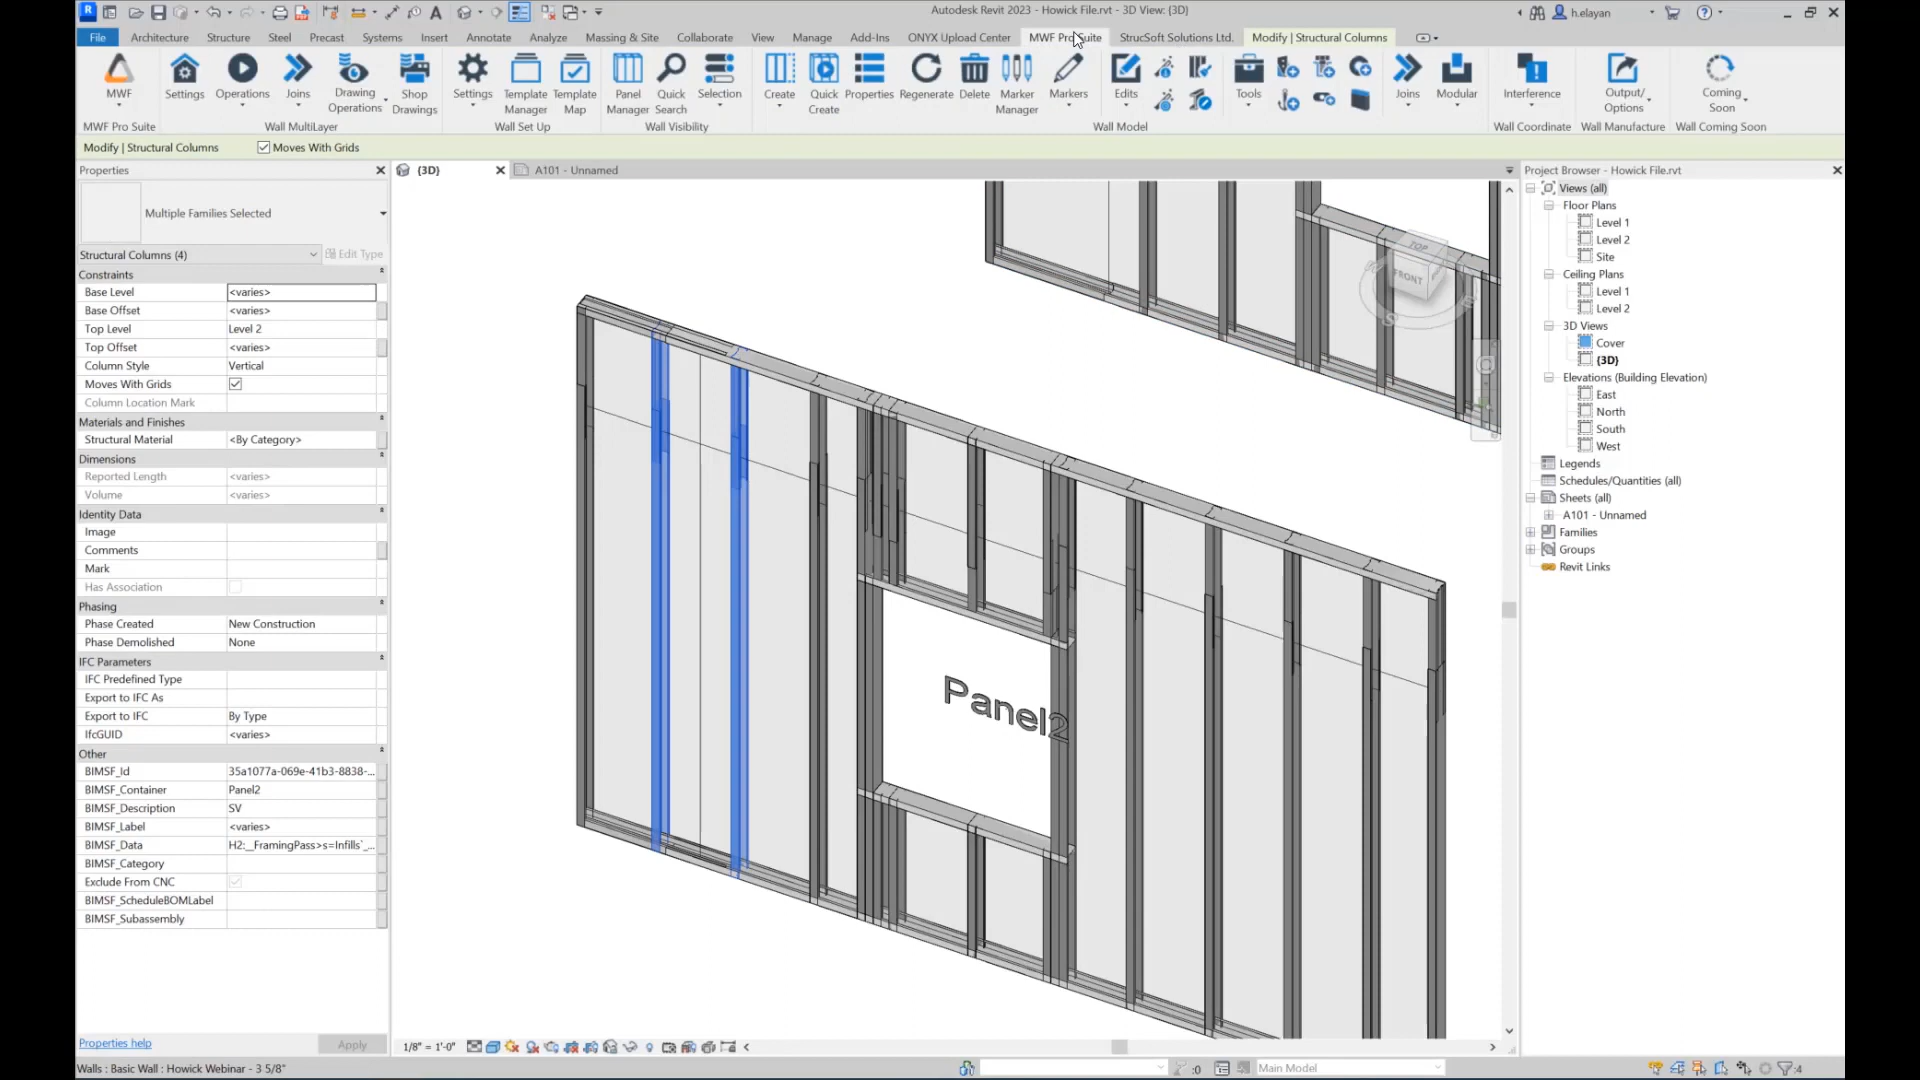 Autodesk Revit 2023 - Howick File.rvt - 3D View: {3D}
h.elayan
File Architecture Structure Steel Precast Systems Insert Annotate Analyze Massing & Site Collaborate View Manage Add-Ins ONYX Upload Center MWF Pro Suite StrucSoft Solutions Ltd. Modify | Structural Columns
MWF Settings Operations Joins Drawing Operations Shop Drawings Settings Template Manager Template Map Panel Manager Quick Search Selection Create Quick Create Properties Regenerate Delete Marker Manager Markers Edits Tools Joins Modular Interference Output/ Options Coming Soon
MWF Pro Suite Wall MultiLayer Wall Set Up Wall Visibility Wall Model Wall Coordinate Wall Manufacture Wall Coming Soon
Modify | Structural Columns Moves With Grids
Properties
Multiple Families Selected
Structural Columns (4) Edit Type
Constraints
Base Level <varies>
Base Offset <varies>
Top Level Level 2
Top Offset <varies>
Column Style Vertical
Moves With Grids
Column Location Mark
Materials and Finishes
Structural Material <By Category>
Dimensions
Reported Length <varies>
Volume <varies>
Identity Data
Image
Comments
Mark
Has Association
Phasing
Phase Created New Construction
Phase Demolished None
IFC Parameters
IFC Predefined Type
Export to IFC As
Export to IFC By Type
IfcGUID <varies>
Other
BIMSF_Id 35a1077a-069e-41b3-8838-...
BIMSF_Container Panel2
BIMSF_Description SV
BIMSF_Label <varies>
BIMSF_Data H2:__FramingPass>s=Infills`_...
BIMSF_Category
Exclude From CNC
BIMSF_ScheduleBOMLabel
BIMSF_Subassembly
Properties help Apply
{3D} A101 - Unnamed
TOP
FRONT
S
Panel2
1/8" = 1'-0"
Project Browser - Howick File.rvt
Views (all)
Floor Plans
Level 1
Level 2
Site
Ceiling Plans
Level 1
Level 2
3D Views
Cover
{3D}
Elevations (Building Elevation)
East
North
South
West
Legends
Schedules/Quantities (all)
Sheets (all)
A101 - Unnamed
Families
Groups
Revit Links
Walls : Basic Wall : Howick Webinar - 3 5/8" :0 Main Model :4